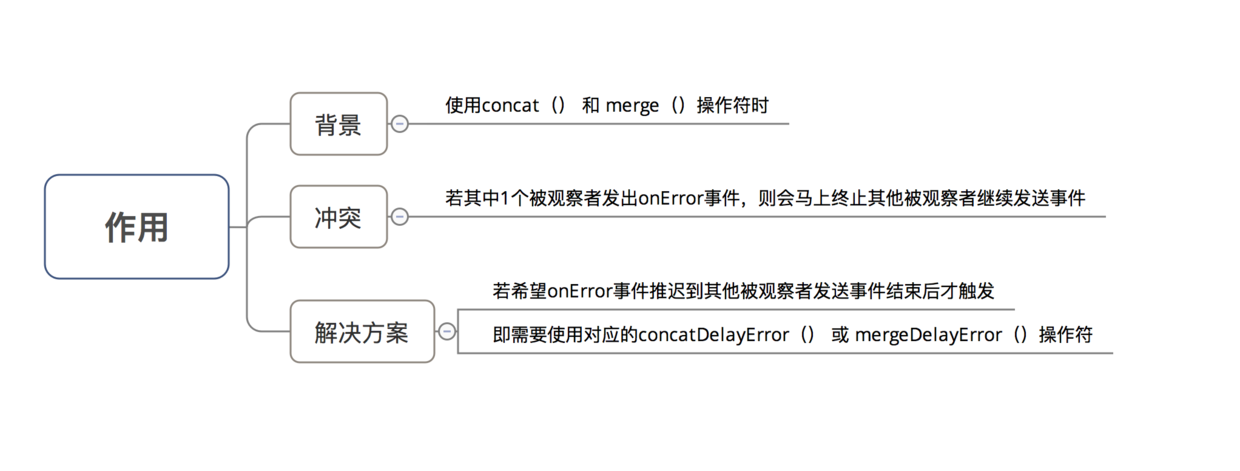 作用
背景
使用concat（） 和 merge（）操作符时
冲突
若其中1个被观察者发出onError事件，则会马上终止其他被观察者继续发送事件
解决方案
若希望onError事件推迟到其他被观察者发送事件结束后才触发
即需要使用对应的concatDelayError（） 或 mergeDelayError（）操作符